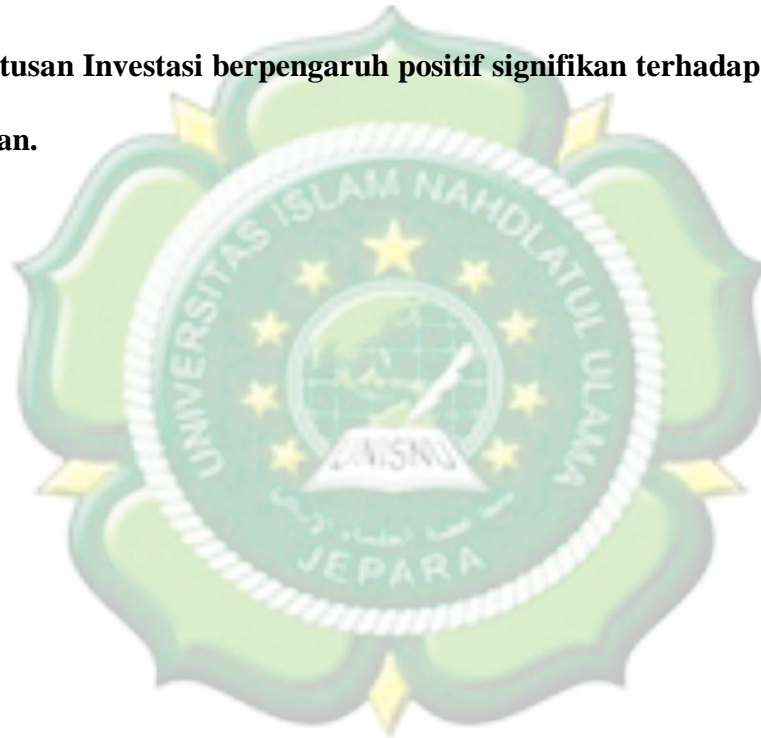 tusan Investasi berpengaruh positif signifikan terhadap
an.
UNIVERSITAS ISLAM NAHDLATUL ULAMA
UNISNU
JEPARA